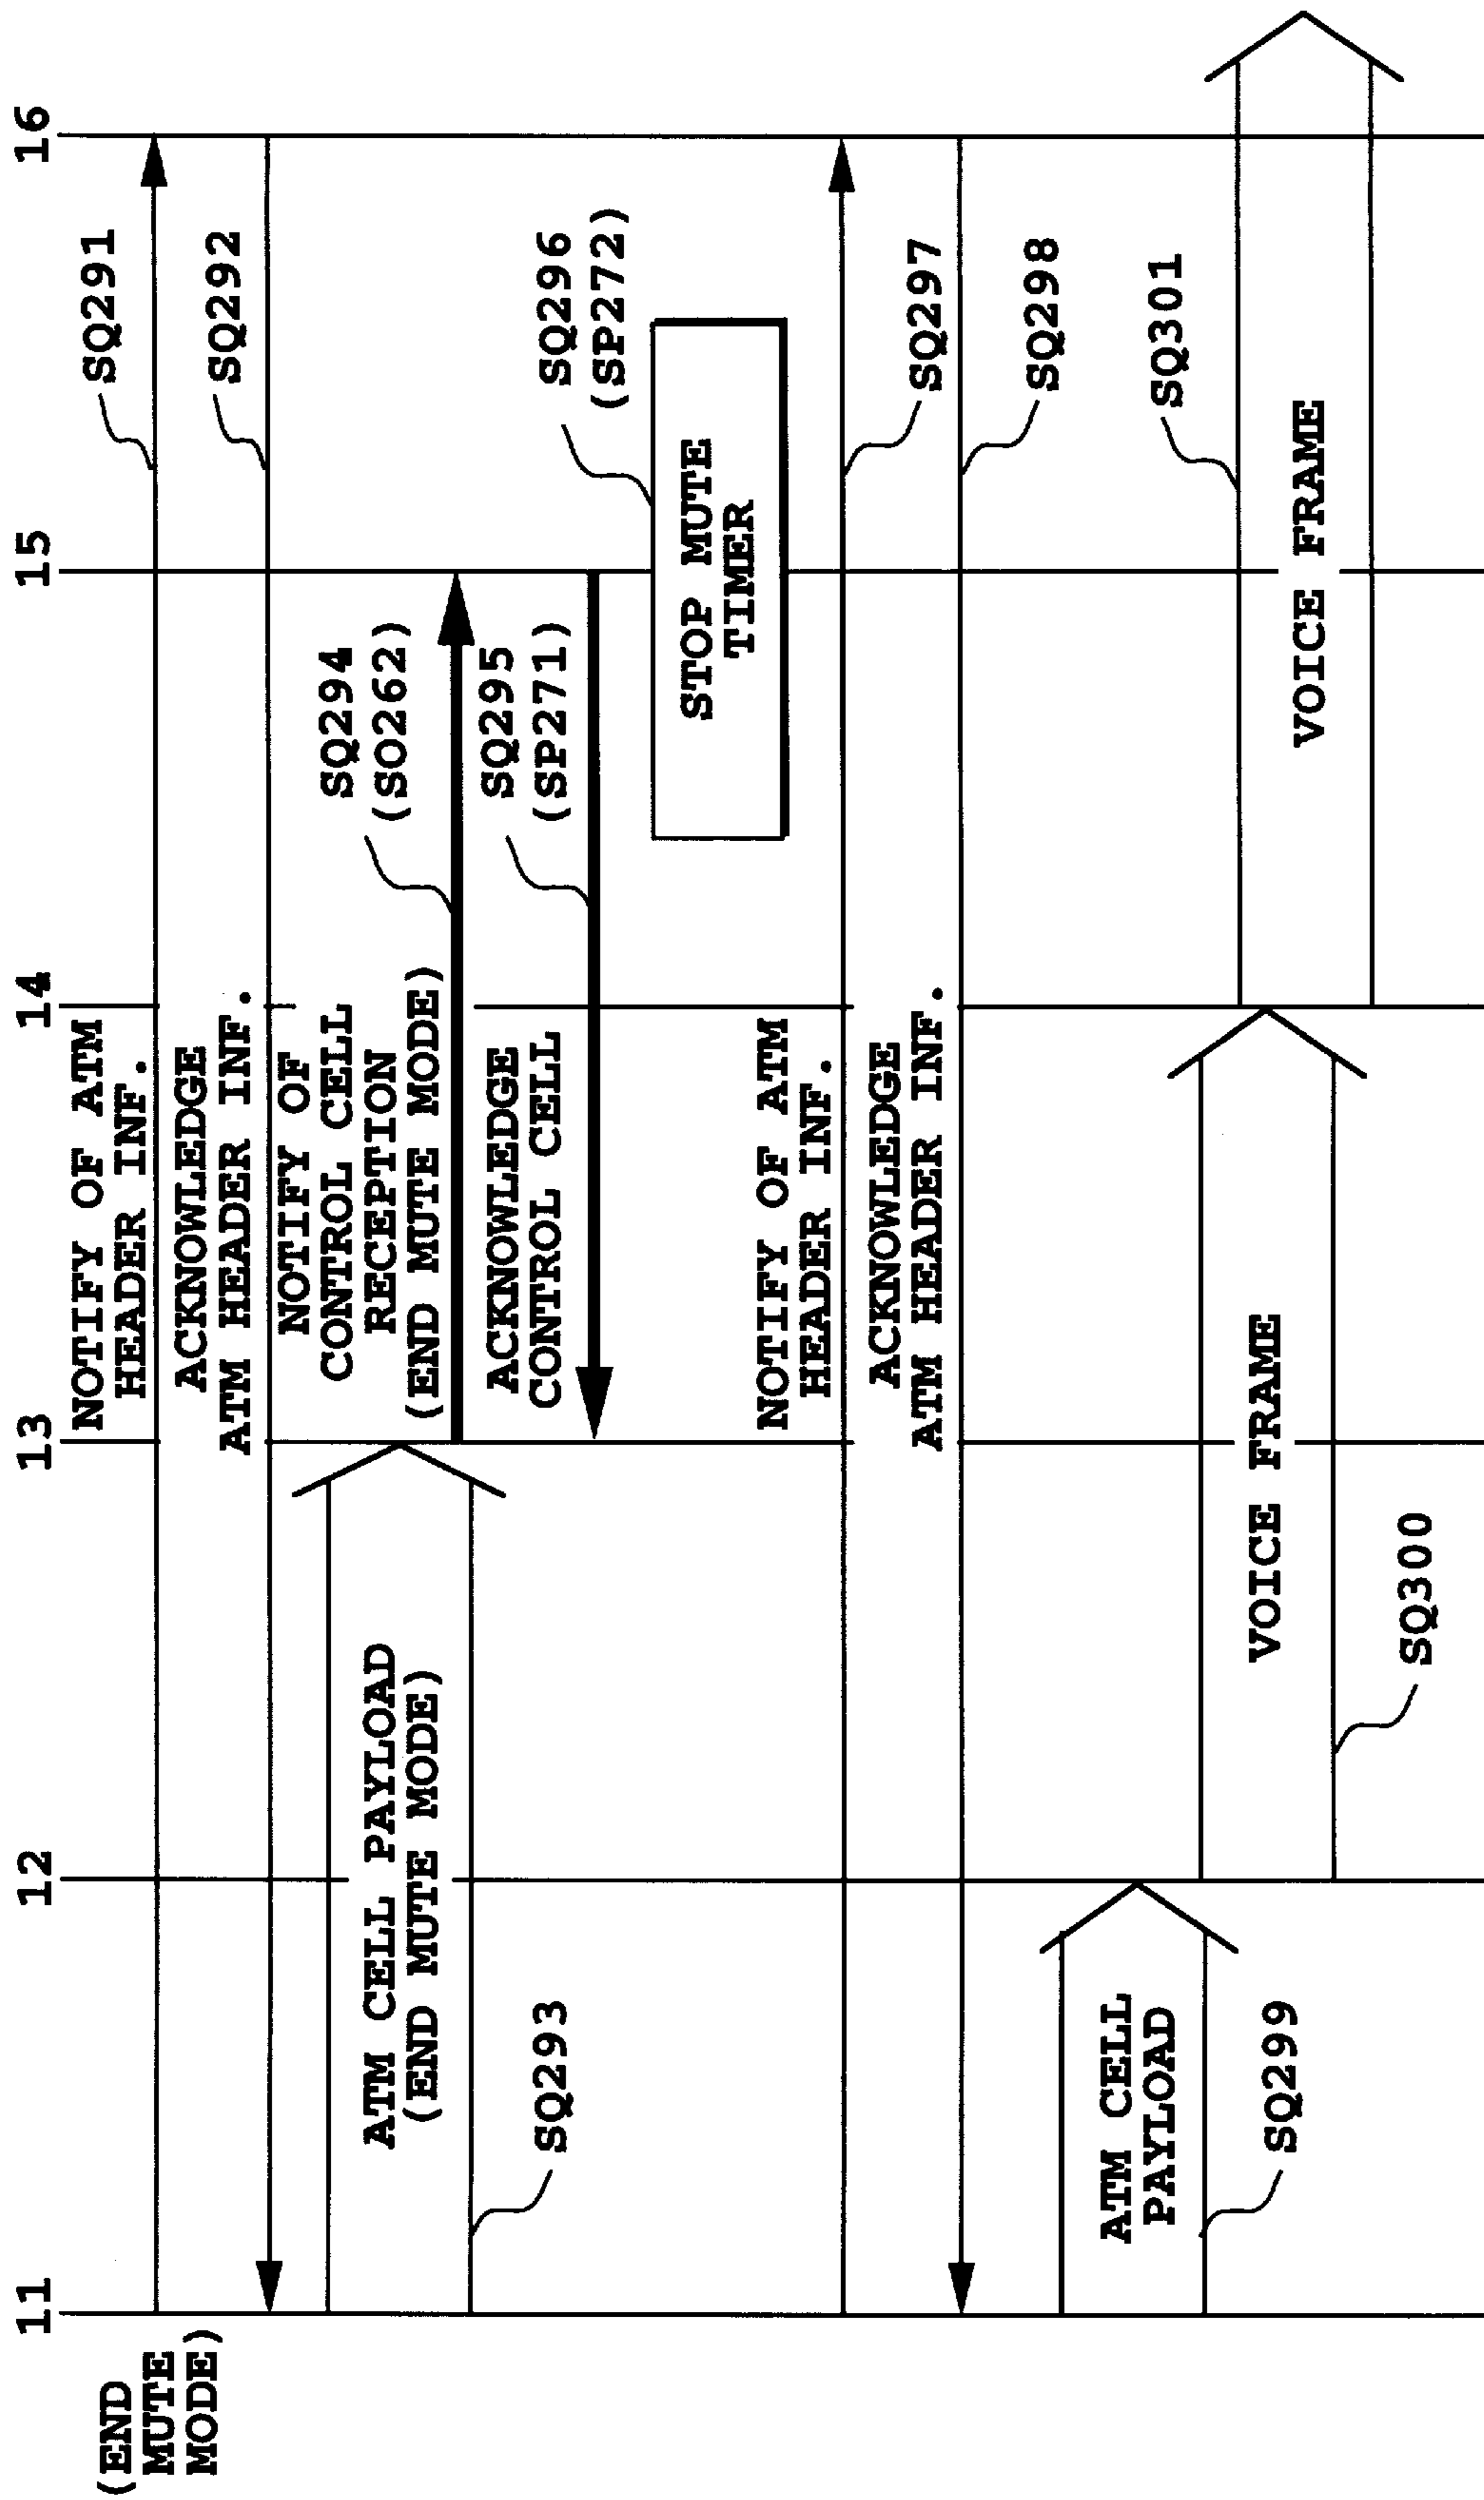 11
12
13
14
15
16
(END
MUTE
MODE)
NOTIFY OF ATM
HEADER INF.
SQ291
ACKNOWLEDGE
ATM HEADER INF.
SQ292
ATM CELL PAYLOAD
(END MUTE MODE)
SQ293
NOTIFY OF
CONTROL CELL
RECEPTION
(END MUTE MODE)
SQ294
(SO262)
ACKNOWLEDGE
CONTROL CELL
SQ295
(SP271)
SQ296
(SP272)
STOP MUTE
TIMER
NOTIFY OF ATM
HEADER INF.
SQ297
ACKNOWLEDGE
ATM HEADER INF.
SQ298
ATM CELL
PAYLOAD
SQ299
VOICE FRAME
SQ300
VOICE FRAME
SQ301